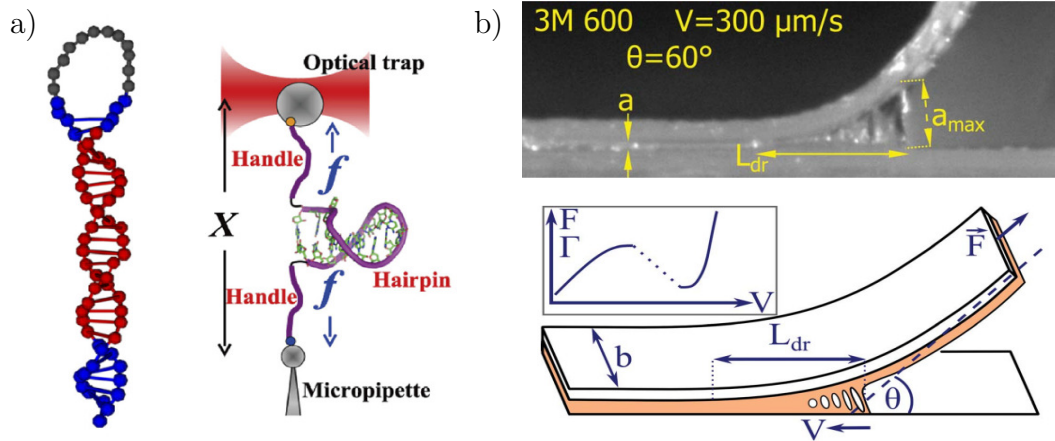 a)
Optical trap
Handle
f
X
Hairpin
Handle
f
Micropipette
b)
3M 600 V=300 μm/s
θ=60°
a
a_max
L_dr
F
Γ
V
F⃗
b
L_dr
θ
V